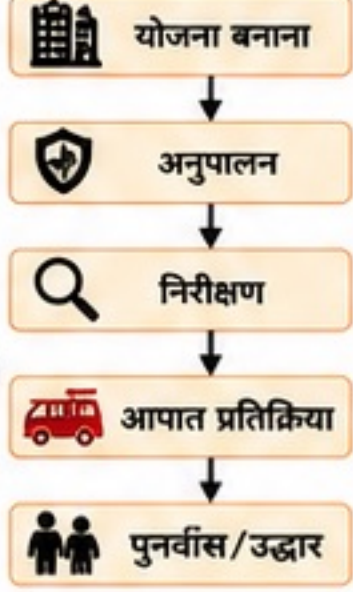 योजना बनाना
अनुपालन
निरीक्षण
आपात प्रतिक्रिया
पुनर्वास/उद्धार